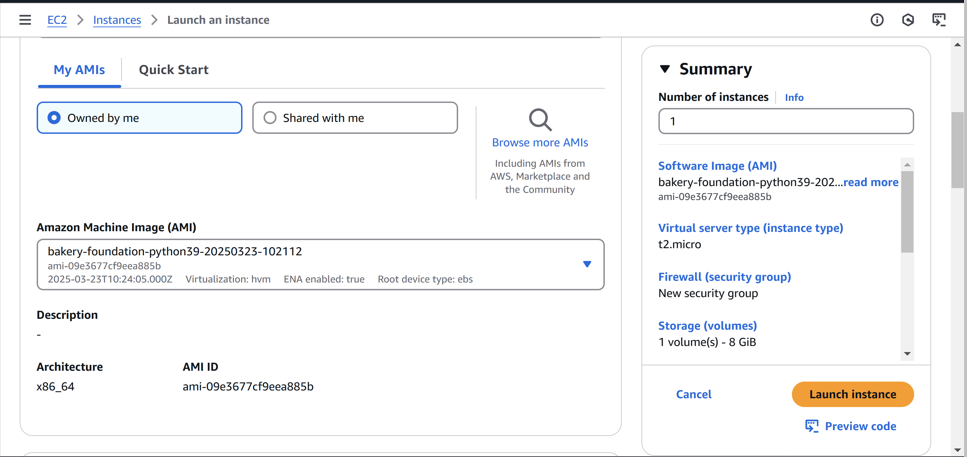 EC2 > Instances > Launch an instance
My AMIs
Quick Start
Owned by me
Shared with me
Browse more AMIs
Including AMIs from
AWS, Marketplace and
the Community
Amazon Machine Image (AMI)
bakery-foundation-python39-20250323-102112
ami-09e3677cf9eea885b
2025-03-23T10:24:05.000Z Virtualization: hvm ENA enabled: true Root device type: ebs
Description
-
Architecture
AMI ID
x86_64
ami-09e3677cf9eea885b
Summary
Number of instances Info
1
Software Image (AMI)
bakery-foundation-python39-202...read more
ami-09e3677cf9eea885b
Virtual server type (instance type)
t2.micro
Firewall (security group)
New security group
Storage (volumes)
1 volume(s) - 8 GiB
Cancel
Launch instance
Preview code